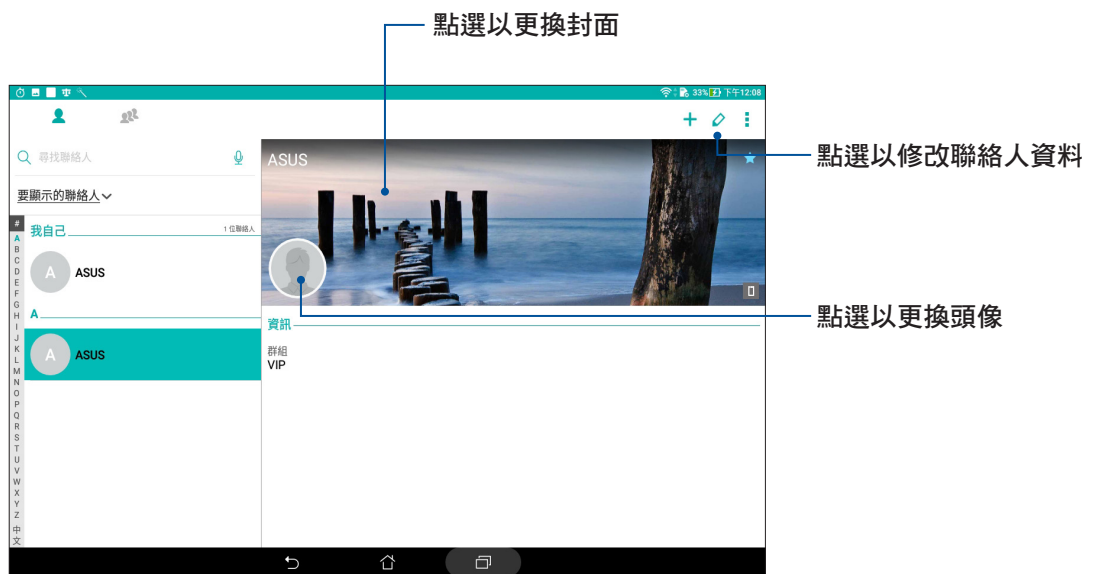 點選以更換封面
33% 下午12:08
尋找聯絡人
ASUS
點選以修改聯絡人資料
要顯示的聯絡人
#
我自己
1 位聯絡人
A
B
C
D
E
F
G
H
I
J
K
L
M
N
O
P
Q
R
S
T
U
V
W
X
Y
Z
中
文
A ASUS
A
A ASUS
點選以更換頭像
資訊
群組
VIP